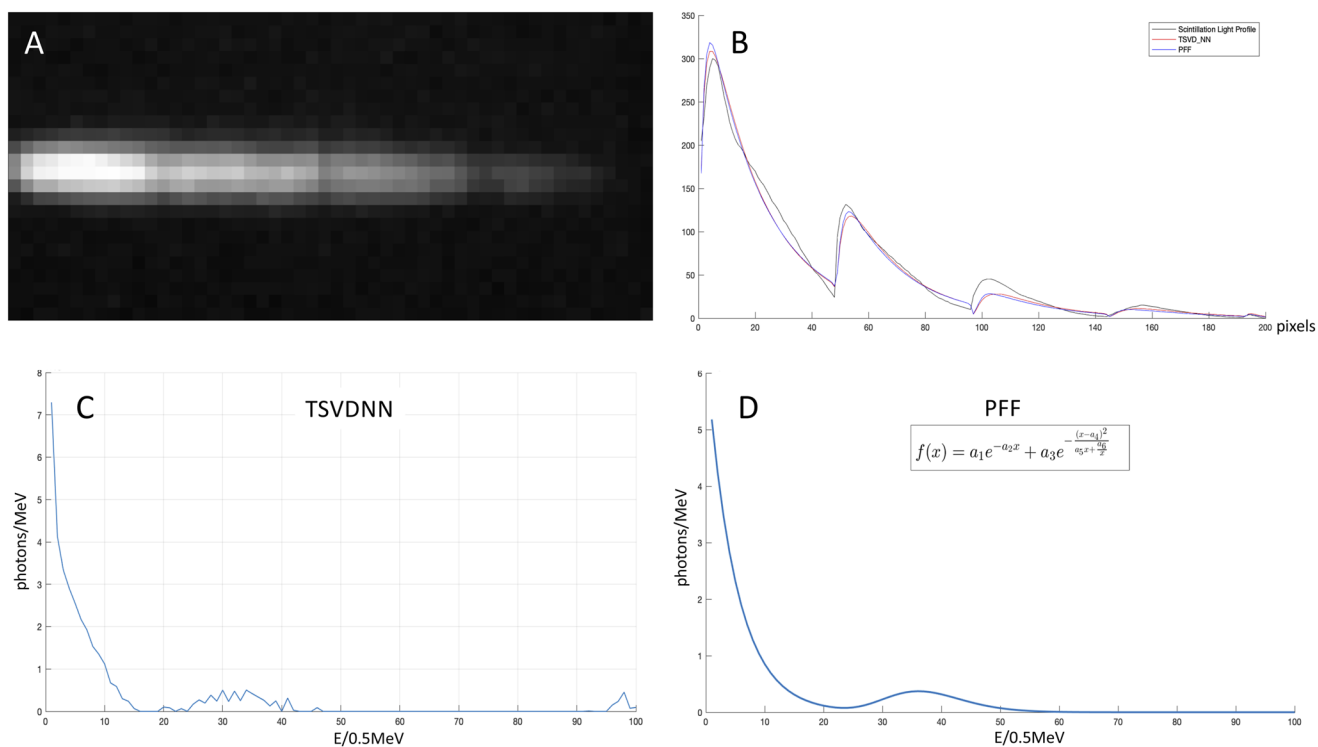 A
B
350
300
250
200
150
100
50
0
Scintillation Light Profile
TSVD_NN
PFF
0 20 40 60 80 100 120 140 160 180 200 pixels
C
TSVDNN
8
7
6
5
4
3
2
1
0
photons/MeV
0 10 20 30 40 50 60 70 80 90 100
E/0.5MeV
D
PFF
f(x) = a₁e^{-a₂x} + a₃e^{-\frac{(x-a₄)²}{a₅x+\frac{a₆}{x}}}
6
5
4
3
2
1
0
photons/MeV
0 10 20 30 40 50 60 70 80 90 100
E/0.5MeV